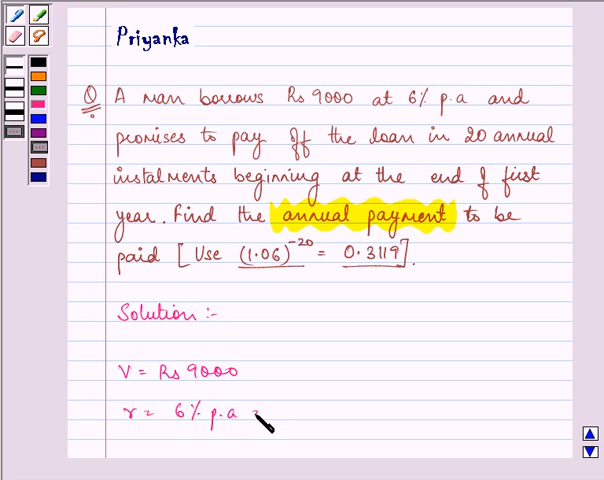 Priyanka
Q A man borrows Rs 9000 at 6% p.a and
promises to pay off the loan in 20 annual
instalments beginning at the end of first
year. Find the annual payment to be
paid [Use (1.06)^-20 = 0.3119].
Solution :-
V = Rs 9000
r = 6% p.a =